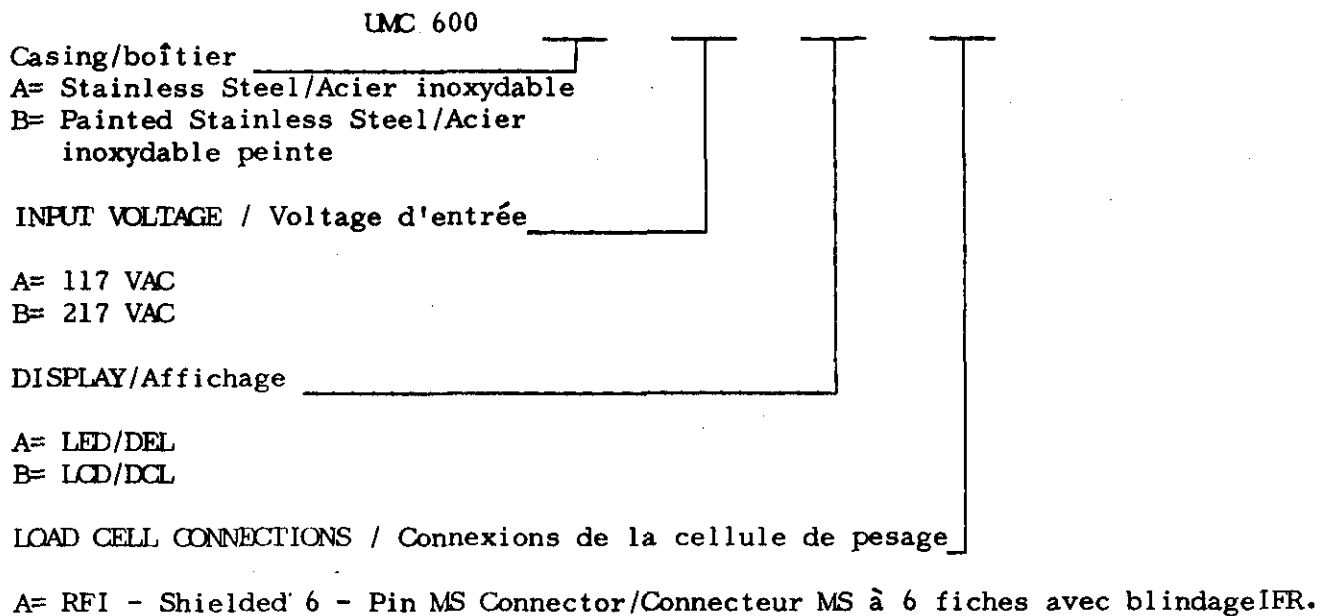 UMC 600
Casing/boîtier
A= Stainless Steel/Acier inoxydable
B= Painted Stainless Steel/Acier
inoxydable peinte
INPUT VOLTAGE / Voltage d'entrée
A= 117 VAC
B= 217 VAC
DISPLAY/Affichage
A= LED/DEL
B= LCD/DCL
LOAD CELL CONNECTIONS / Connexions de la cellule de pesage
A= RFI - Shielded 6 - Pin MS Connector/Connecteur MS à 6 fiches avec blindageIFR.